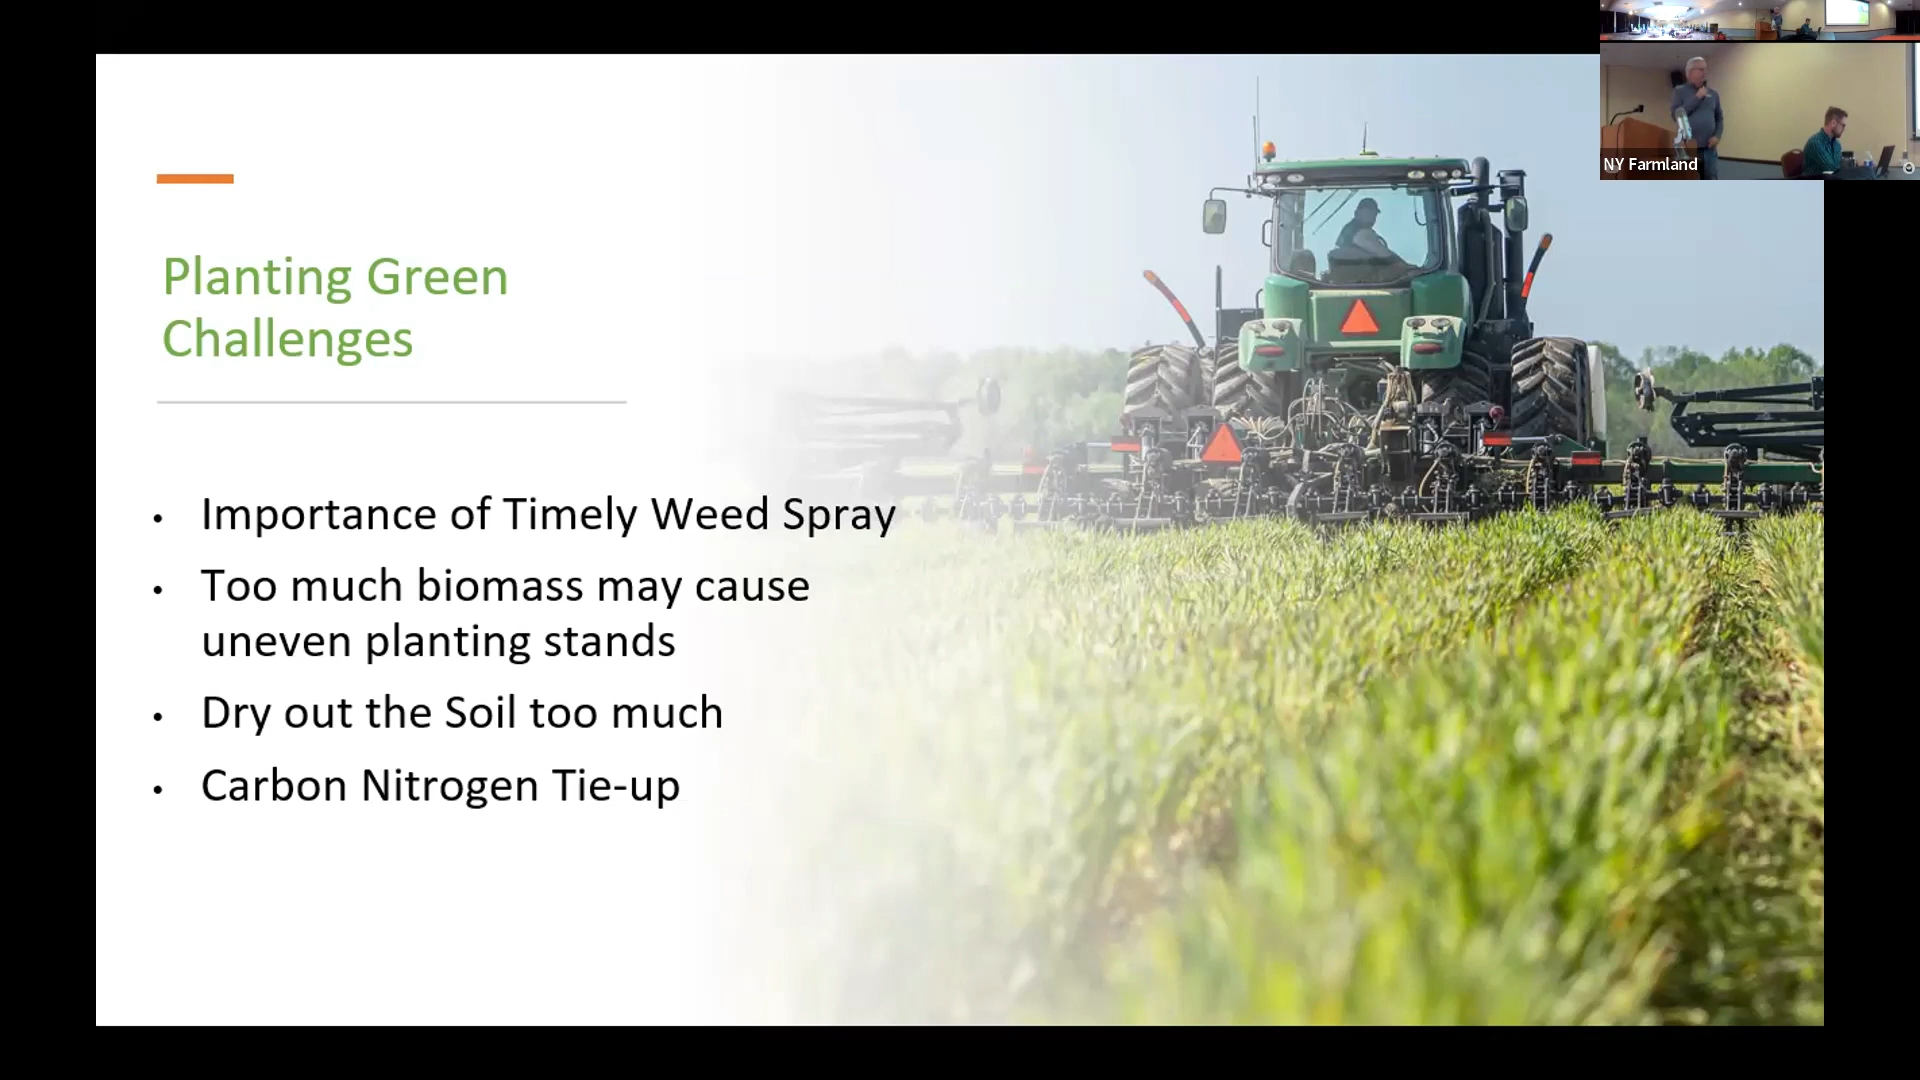 NY Farmland
Planting Green
Challenges
• Importance of Timely Weed Spray
• Too much biomass may cause
uneven planting stands
• Dry out the Soil too much
• Carbon Nitrogen Tie-up